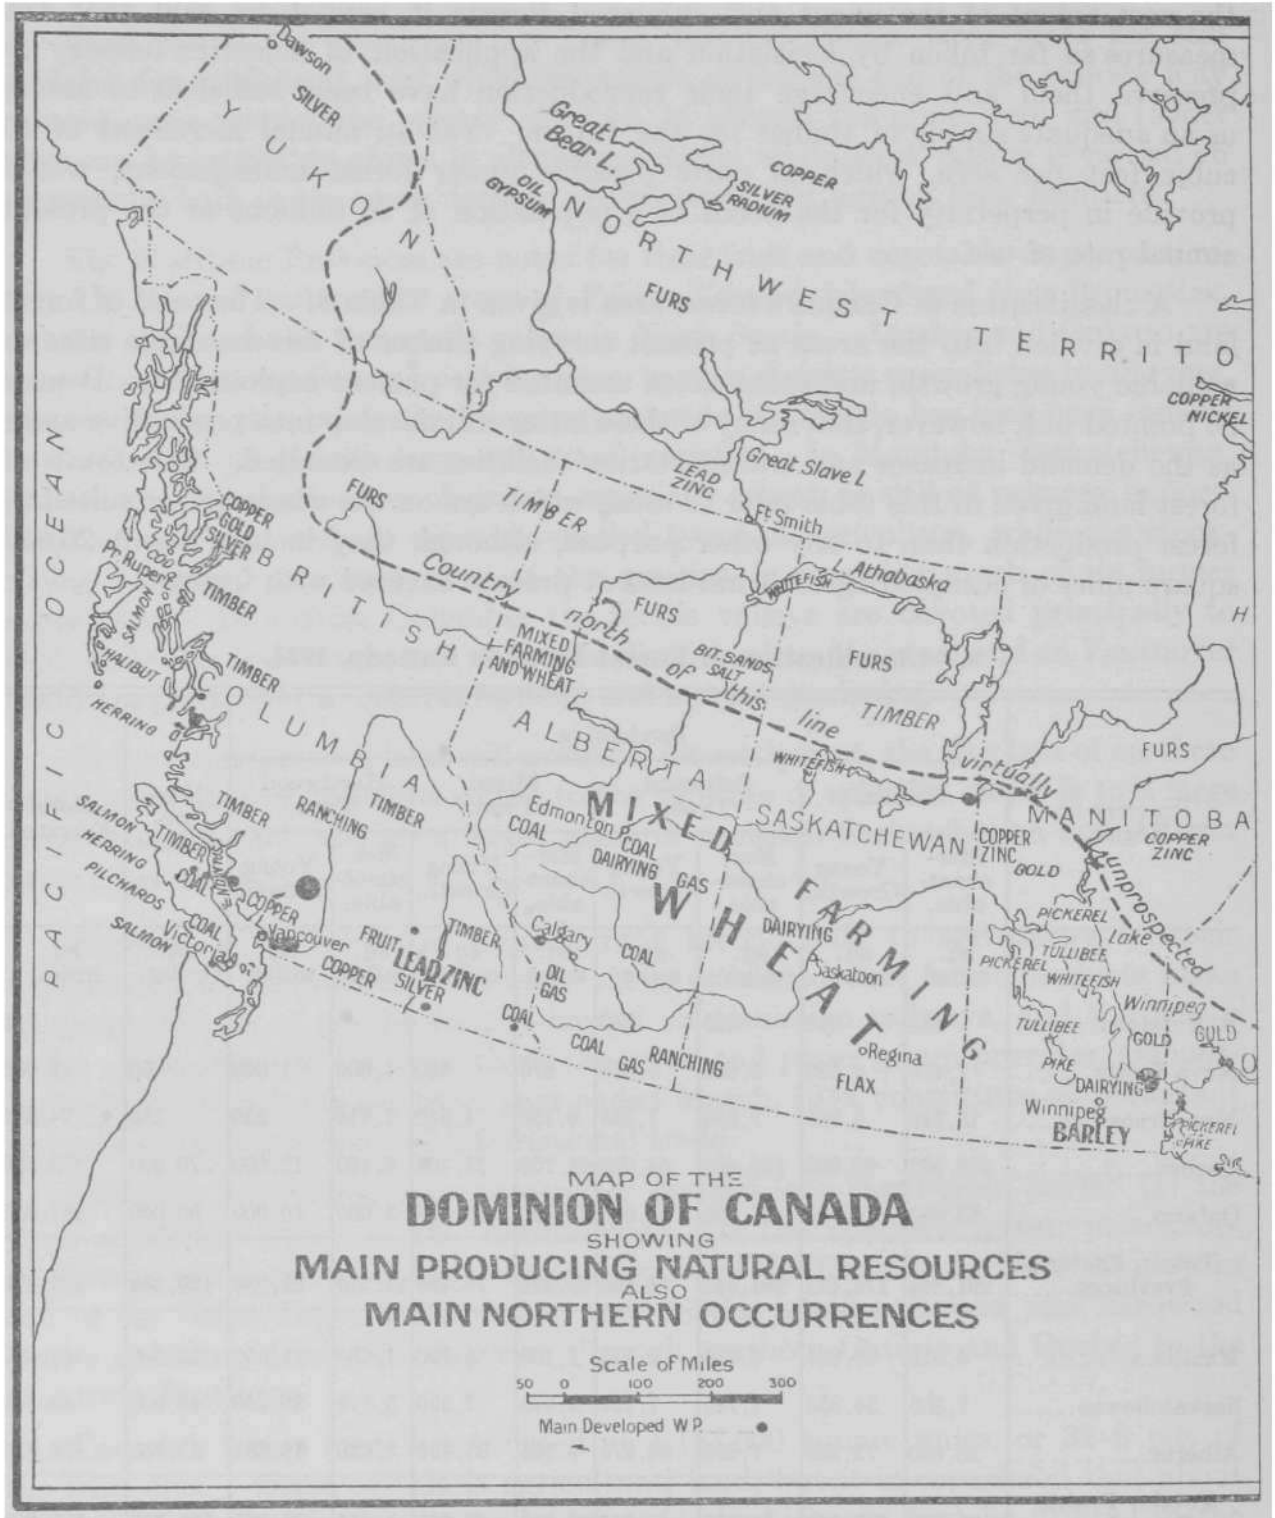 Dawson
SILVER
YUKON
Great
Bear L.
OIL
GYPSUM
COPPER
SILVER
RADIUM
NORTHWEST TERRITO
FURS
COPPER
NICKEL
LEAD
ZINC
Great Slave L
Ft Smith
FURS
TIMBER
L. Athabaska
WHITEFISH
PACIFIC OCEAN
COPPER
GOLD
SILVER
Pr Rupert
SALMON
HALIBUT
HERRING
TIMBER
TIMBER
BRITISH
COLUMBIA
Country north of this line virtually unprospected
MIXED
FARMING
AND WHEAT
FURS
BIT. SANDS
SALT
FURS
TIMBER
H
WHITEFISH
FURS
ALBERTA
SASKATCHEWAN
MANITOBA
COPPER
ZINC
COPPER
ZINC
GOLD
SALMON
HERRING
PILCHARDS
SALMON
TIMBER
COAL
COAL
Victoria
TIMBER
RANCHING
TIMBER
COPPER
Vancouver
FRUIT
LEAD ZINC
COPPER SILVER
TIMBER
Edmonton
COAL
COAL
DAIRYING GAS
MIXED FARMING
WHEAT
DAIRYING
Calgary
COAL
OIL
GAS
COAL
COAL
GAS
RANCHING
Saskatoon
Regina
FLAX
PICKEREL
Lake
Winnipeg
TULLIBEE
PICKEREL
WHITEFISH
TULLIBEE
PIKE
GOLD
GOLD
O
DAIRYING
Winnipeg
BARLEY
PICKEREL
PIKE
MAP OF THE
DOMINION OF CANADA
SHOWING
MAIN PRODUCING NATURAL RESOURCES
ALSO
MAIN NORTHERN OCCURRENCES
Scale of Miles
50 0 100 200 300
Main Developed W.P. ●